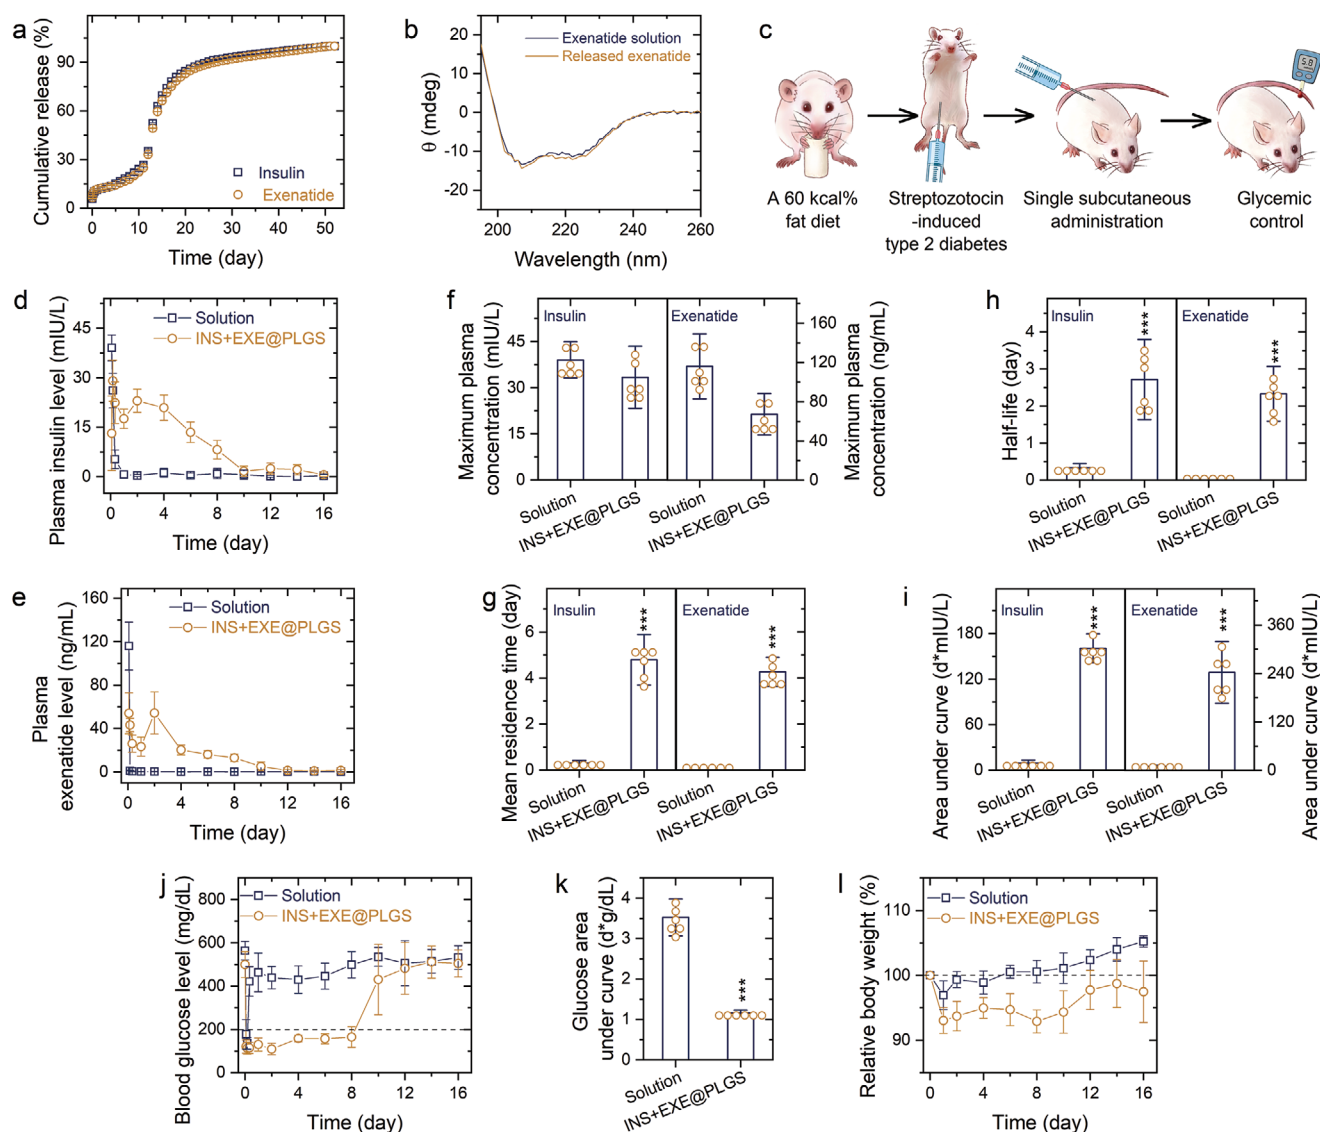 a
Cumulative release (%)
90
60
30
0
Insulin
Exenatide
0 10 20 30 40 50
Time (day)
b
θ (mdeg)
20
10
0
-10
-20
Exenatide solution
Released exenatide
200 220 240 260
Wavelength (nm)
c
5.8
A 60 kcal%
fat diet
Streptozotocin
-induced
type 2 diabetes
Single subcutaneous
administration
Glycemic
control
d
Plasma insulin level (mIU/L)
45
30
15
0
Solution
INS+EXE@PLGS
0 4 8 12 16
Time (day)
f
Maximum plasma
concentration (mIU/L)
60
45
30
15
0
Insulin
Exenatide
160
120
80
40
0
Maximum plasma
concentration (ng/mL)
Solution
INS+EXE@PLGS
Solution
INS+EXE@PLGS
h
Half-life (day)
4
3
2
1
0
Insulin
***
Exenatide
***
Solution
INS+EXE@PLGS
Solution
INS+EXE@PLGS
e
Plasma
exenatide level (ng/mL)
160
120
80
40
0
Solution
INS+EXE@PLGS
0 4 8 12 16
Time (day)
g
Mean residence time (day)
6
4
2
0
Insulin
***
Exenatide
***
Solution
INS+EXE@PLGS
Solution
INS+EXE@PLGS
i
Area under curve (d*mIU/L)
180
120
60
0
Insulin
***
Exenatide
***
360
240
120
0
Area under curve (d*mIU/L)
Solution
INS+EXE@PLGS
Solution
INS+EXE@PLGS
j
Blood glucose level (mg/dL)
800
600
400
200
0
Solution
INS+EXE@PLGS
0 4 8 12 16
Time (day)
k
Glucose area
under curve (d*g/dL)
4
3
2
1
0
***
Solution
INS+EXE@PLGS
l
Relative body weight (%)
110
100
90
Solution
INS+EXE@PLGS
0 4 8 12 16
Time (day)